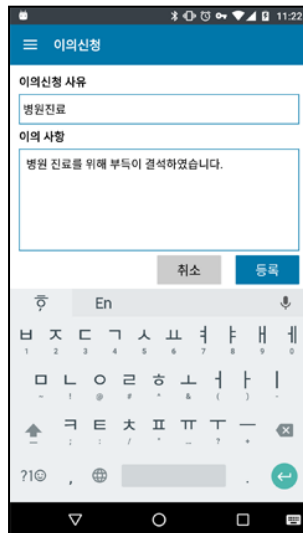 11:22
이의신청
이의신청 사유
병원진료
이의 사항
병원 진료를 위해 부득이 결석하였습니다.
취소 등록
En
ㅂ ㅈ ㄷ ㄱ ㅅ ㅛ ㅕ ㅑ ㅐ ㅔ
1 2 3 4 5 6 7 8 9 0
ㅁ ㄴ ㅇ ㄹ ㅎ ㅗ ㅓ ㅏ ㅣ
~ ! @ # ^ & ( ) -
ㅋ ㅌ ㅊ ㅍ ㅠ ㅜ ㅡ
?1☺ , .